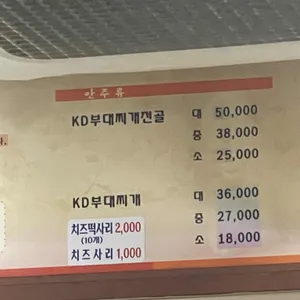 안주류
KD부대찌개전골 대 50,000
중 38,000
소 25,000
KD부대찌개 대 36,000
치즈떡사리 2,000 중 27,000
(10개)
치즈사리 1,000 소 18,000